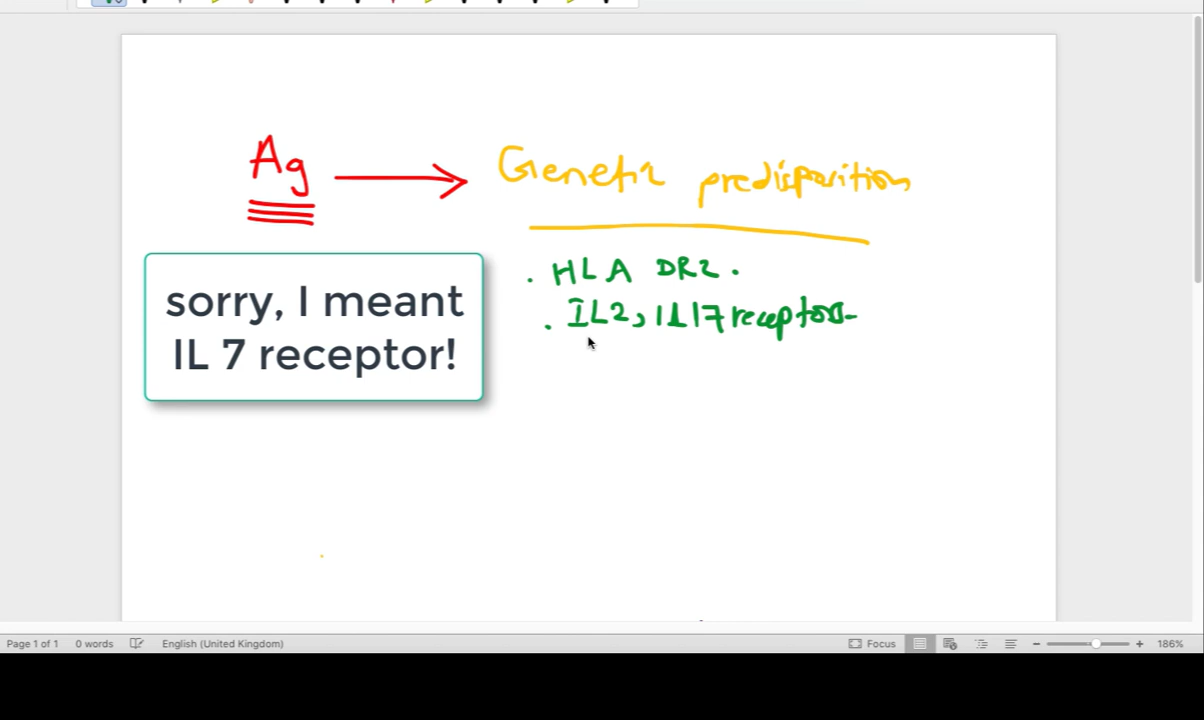 Ag → Genetic predisposition
. HLA DR2.
. IL2, IL17 receptors
sorry, I meant
IL 7 receptor!
Page 1 of 1 0 words English (United Kingdom) Focus 186%